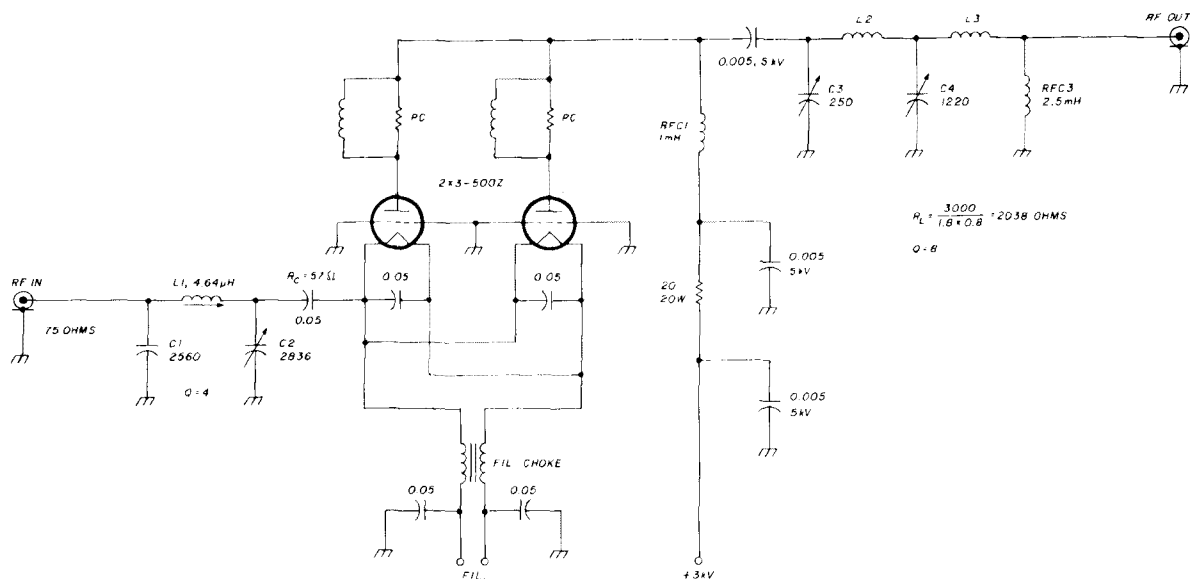 L2
L3
RF OUT
0.005, 5kV
C3
250
C4
1220
RFC3
2.5mH
PC
PC
RFC1
1mH
2x3-500Z
R_L = 3000 / 1.8 x 0.8 = 2038 OHMS
Q=8
0.005
5kV
RF IN
L1, 4.64µH
R_C = 57Ω
0.05
0.05
0.05
20
20W
75 OHMS
C1
2560
C2
2836
Q=4
0.005
5kV
FIL CHOKE
0.05
0.05
FIL.
+3kV